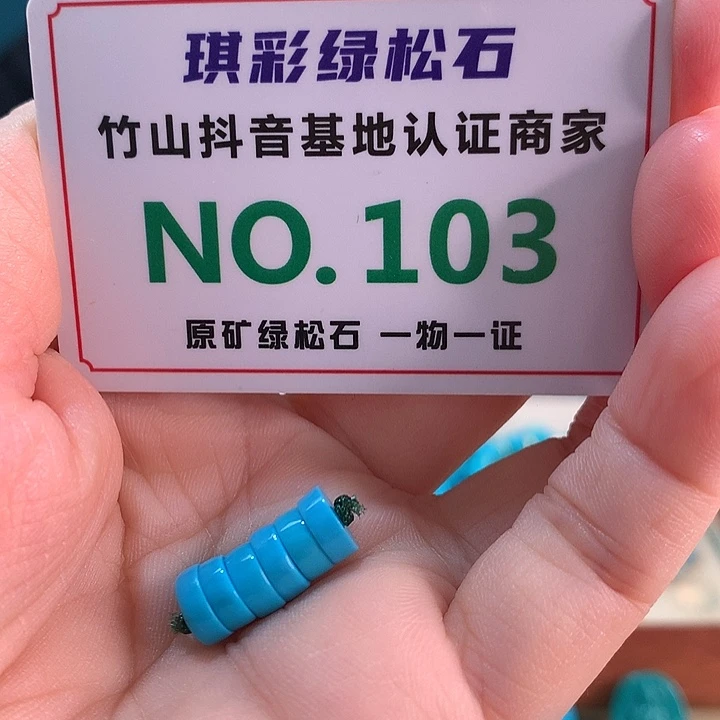 琪彩绿松石
竹山抖音基地认证商家
NO.103
原矿绿松石 一物一证